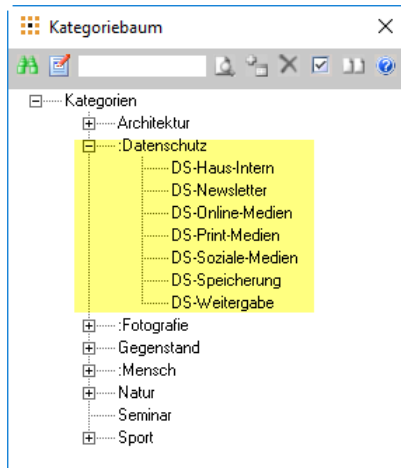 Kategoriebaum
Kategorien
Architektur
:Datenschutz
DS-Haus-Intern
DS-Newsletter
DS-Online-Medien
DS-Print-Medien
DS-Soziale-Medien
DS-Speicherung
DS-Weitergabe
:Fotografie
Gegenstand
:Mensch
Natur
Seminar
Sport